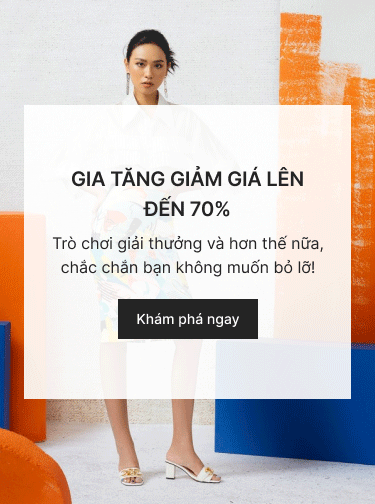 GIA TĂNG GIẢM GIÁ LÊN
ĐẾN 70%
Trò chơi giải thưởng và hơn thế nữa,
chắc chắn bạn không muốn bỏ lỡ!
Khám phá ngay